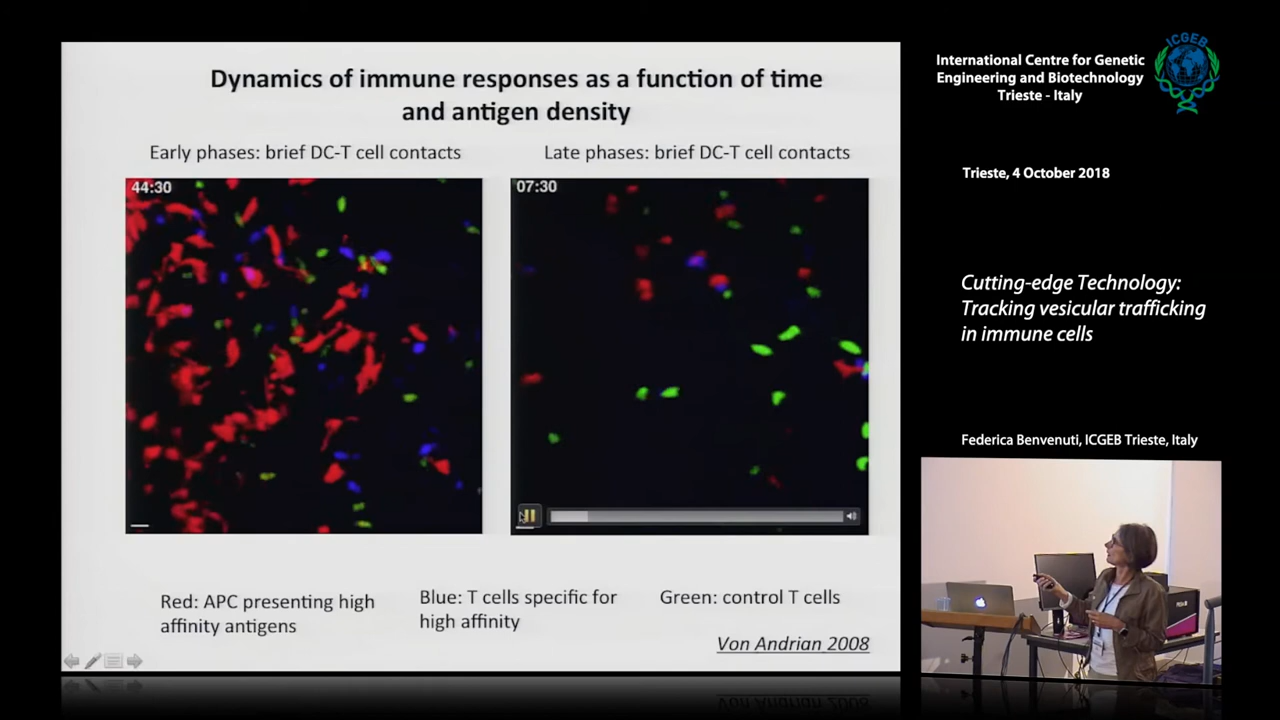 Dynamics of immune responses as a function of time
and antigen density
Early phases: brief DC-T cell contacts
Late phases: brief DC-T cell contacts
44:30
07:30
Red: APC presenting high
affinity antigens
Blue: T cells specific for
high affinity
Green: control T cells
Von Andrian 2008
International Centre for Genetic
Engineering and Biotechnology
Trieste - Italy
ICGEB
Trieste, 4 October 2018
Cutting-edge Technology:
Tracking vesicular trafficking
in immune cells
Federica Benvenuti, ICGEB Trieste, Italy